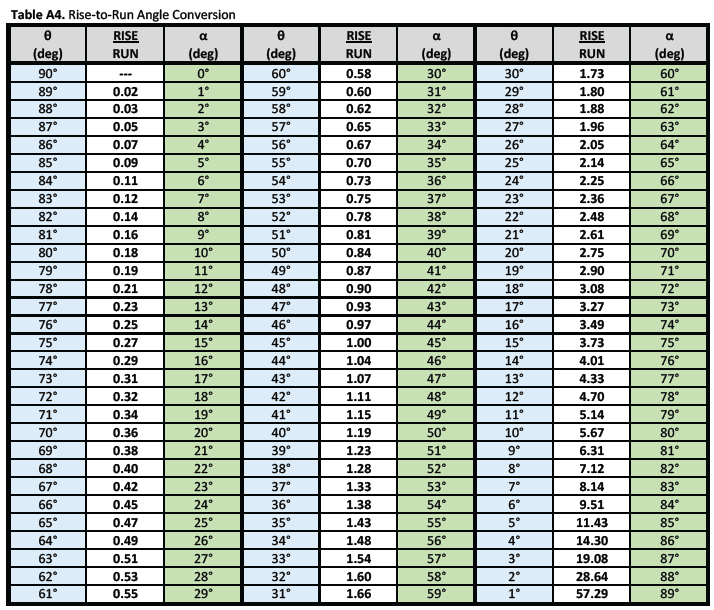 Table A4. Rise-to-Run Angle Conversion
θ RISE α θ RISE α θ RISE α
(deg) RUN (deg) (deg) RUN (deg) (deg) RUN (deg)
90° --- 0° 60° 0.58 30° 30° 1.73 60°
89° 0.02 1° 59° 0.60 31° 29° 1.80 61°
88° 0.03 2° 58° 0.62 32° 28° 1.88 62°
87° 0.05 3° 57° 0.65 33° 27° 1.96 63°
86° 0.07 4° 56° 0.67 34° 26° 2.05 64°
85° 0.09 5° 55° 0.70 35° 25° 2.14 65°
84° 0.11 6° 54° 0.73 36° 24° 2.25 66°
83° 0.12 7° 53° 0.75 37° 23° 2.36 67°
82° 0.14 8° 52° 0.78 38° 22° 2.48 68°
81° 0.16 9° 51° 0.81 39° 21° 2.61 69°
80° 0.18 10° 50° 0.84 40° 20° 2.75 70°
79° 0.19 11° 49° 0.87 41° 19° 2.90 71°
78° 0.21 12° 48° 0.90 42° 18° 3.08 72°
77° 0.23 13° 47° 0.93 43° 17° 3.27 73°
76° 0.25 14° 46° 0.97 44° 16° 3.49 74°
75° 0.27 15° 45° 1.00 45° 15° 3.73 75°
74° 0.29 16° 44° 1.04 46° 14° 4.01 76°
73° 0.31 17° 43° 1.07 47° 13° 4.33 77°
72° 0.32 18° 42° 1.11 48° 12° 4.70 78°
71° 0.34 19° 41° 1.15 49° 11° 5.14 79°
70° 0.36 20° 40° 1.19 50° 10° 5.67 80°
69° 0.38 21° 39° 1.23 51° 9° 6.31 81°
68° 0.40 22° 38° 1.28 52° 8° 7.12 82°
67° 0.42 23° 37° 1.33 53° 7° 8.14 83°
66° 0.45 24° 36° 1.38 54° 6° 9.51 84°
65° 0.47 25° 35° 1.43 55° 5° 11.43 85°
64° 0.49 26° 34° 1.48 56° 4° 14.30 86°
63° 0.51 27° 33° 1.54 57° 3° 19.08 87°
62° 0.53 28° 32° 1.60 58° 2° 28.64 88°
61° 0.55 29° 31° 1.66 59° 1° 57.29 89°